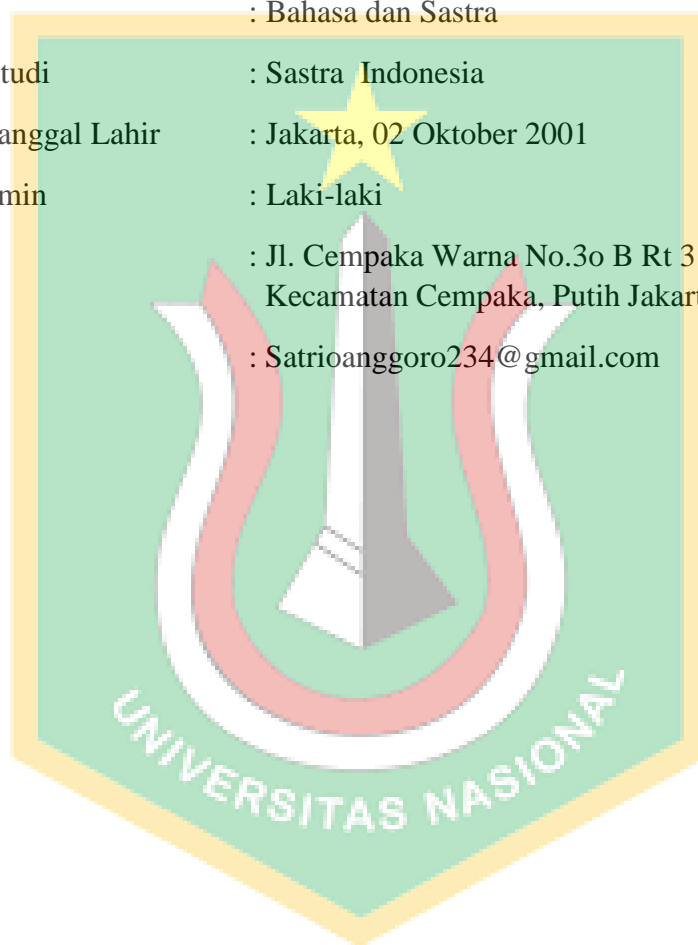 : Bahasa dan Sastra
tudi : Sastra Indonesia
anggal Lahir : Jakarta, 02 Oktober 2001
min : Laki-laki
: Jl. Cempaka Warna No.3o B Rt 3
Kecamatan Cempaka, Putih Jakart
: Satrioanggoro234@gmail.com
UNIVERSITAS NASIONAL